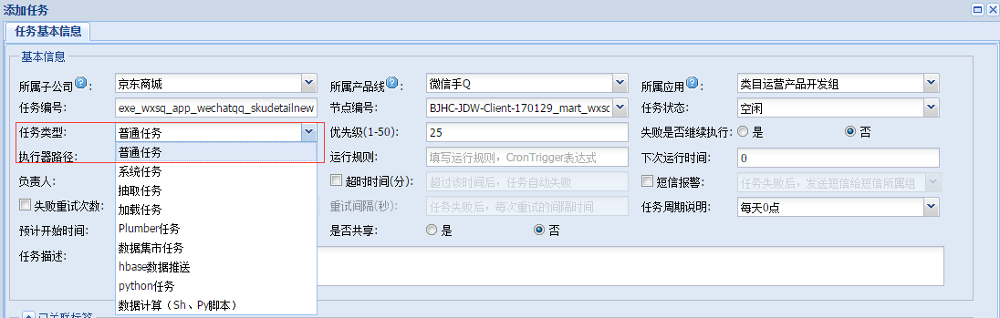 添加任务
任务基本信息
基本信息
所属子公司 ? : 京东商城 所属产品线 ? : 微信手Q 所属应用 ? : 类目运营产品开发组
任务编号: exe_wxsq_app_wechatqq_skudetailnew 节点编号: BJHC-JDW-Client-170129_mart_wxsc 任务状态: 空闲
任务类型: 普通任务 优先级(1-50): 25 失败是否继续执行: 是 否
执行器路径: 普通任务 运行规则: 填写运行规则，CronTrigger表达式 下次运行时间: 0
系统任务
负责人: 超时时间(分): 超过该时间后，任务自动失败 短信报警: 任务失败后，发送短信给短信所属组
抽取任务
失败重试次数: 加载任务 重试间隔(秒): 任务失败后，每次重试的间隔时间 任务周期说明: 每天0点
预计开始时间: Plumber任务 是否共享: 是 否
数据集市任务
任务描述:
hbase数据推送
python任务
数据计算（Sh、Py脚本）